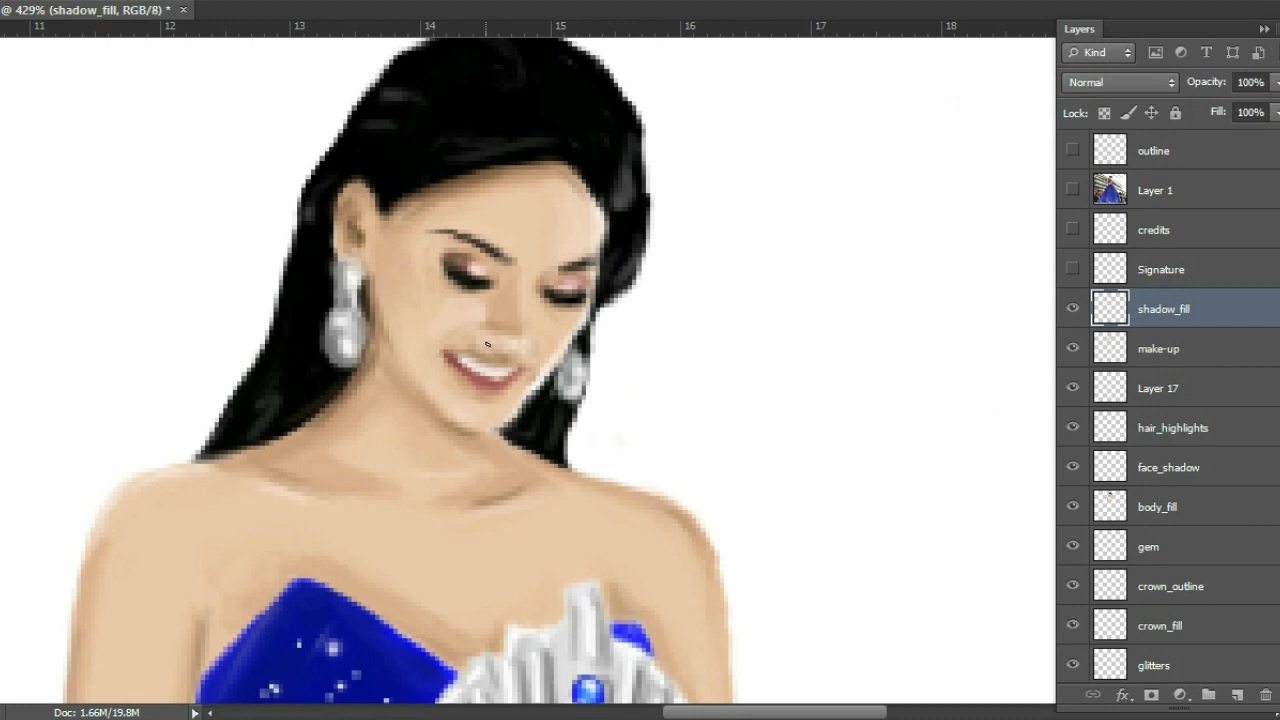 @ 429% (shadow_fill, RGB/8) * ×
11 12 13 14 15 16 17 18
Layers
Kind
Normal Opacity: 100%
Lock: Fill: 100%
outline
Layer 1
credits
Signature
shadow_fill
make-up
Layer 17
hair_highlights
face_shadow
body_fill
gem
crown_outline
crown_fill
glitters
fx
Doc: 1.66M/19.8M